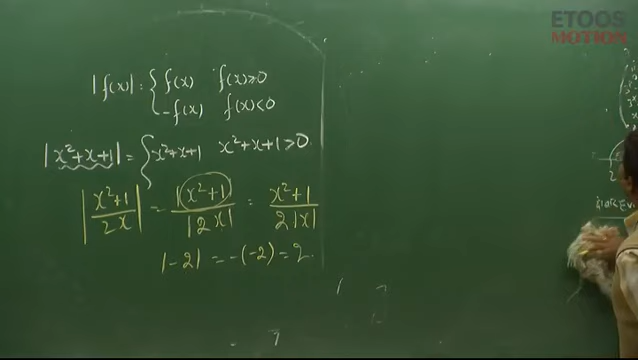 ETOOS
MOTION
|f(x)| = { f(x) f(x)≥0
-f(x) f(x)<0
|x²+x+1| = { x²+x+1 x²+x+1>0.
|x²+1 / 2x| = |x²+1| / |2x| = x²+1 / 2|x|
|-2| = -(-2) = 2.